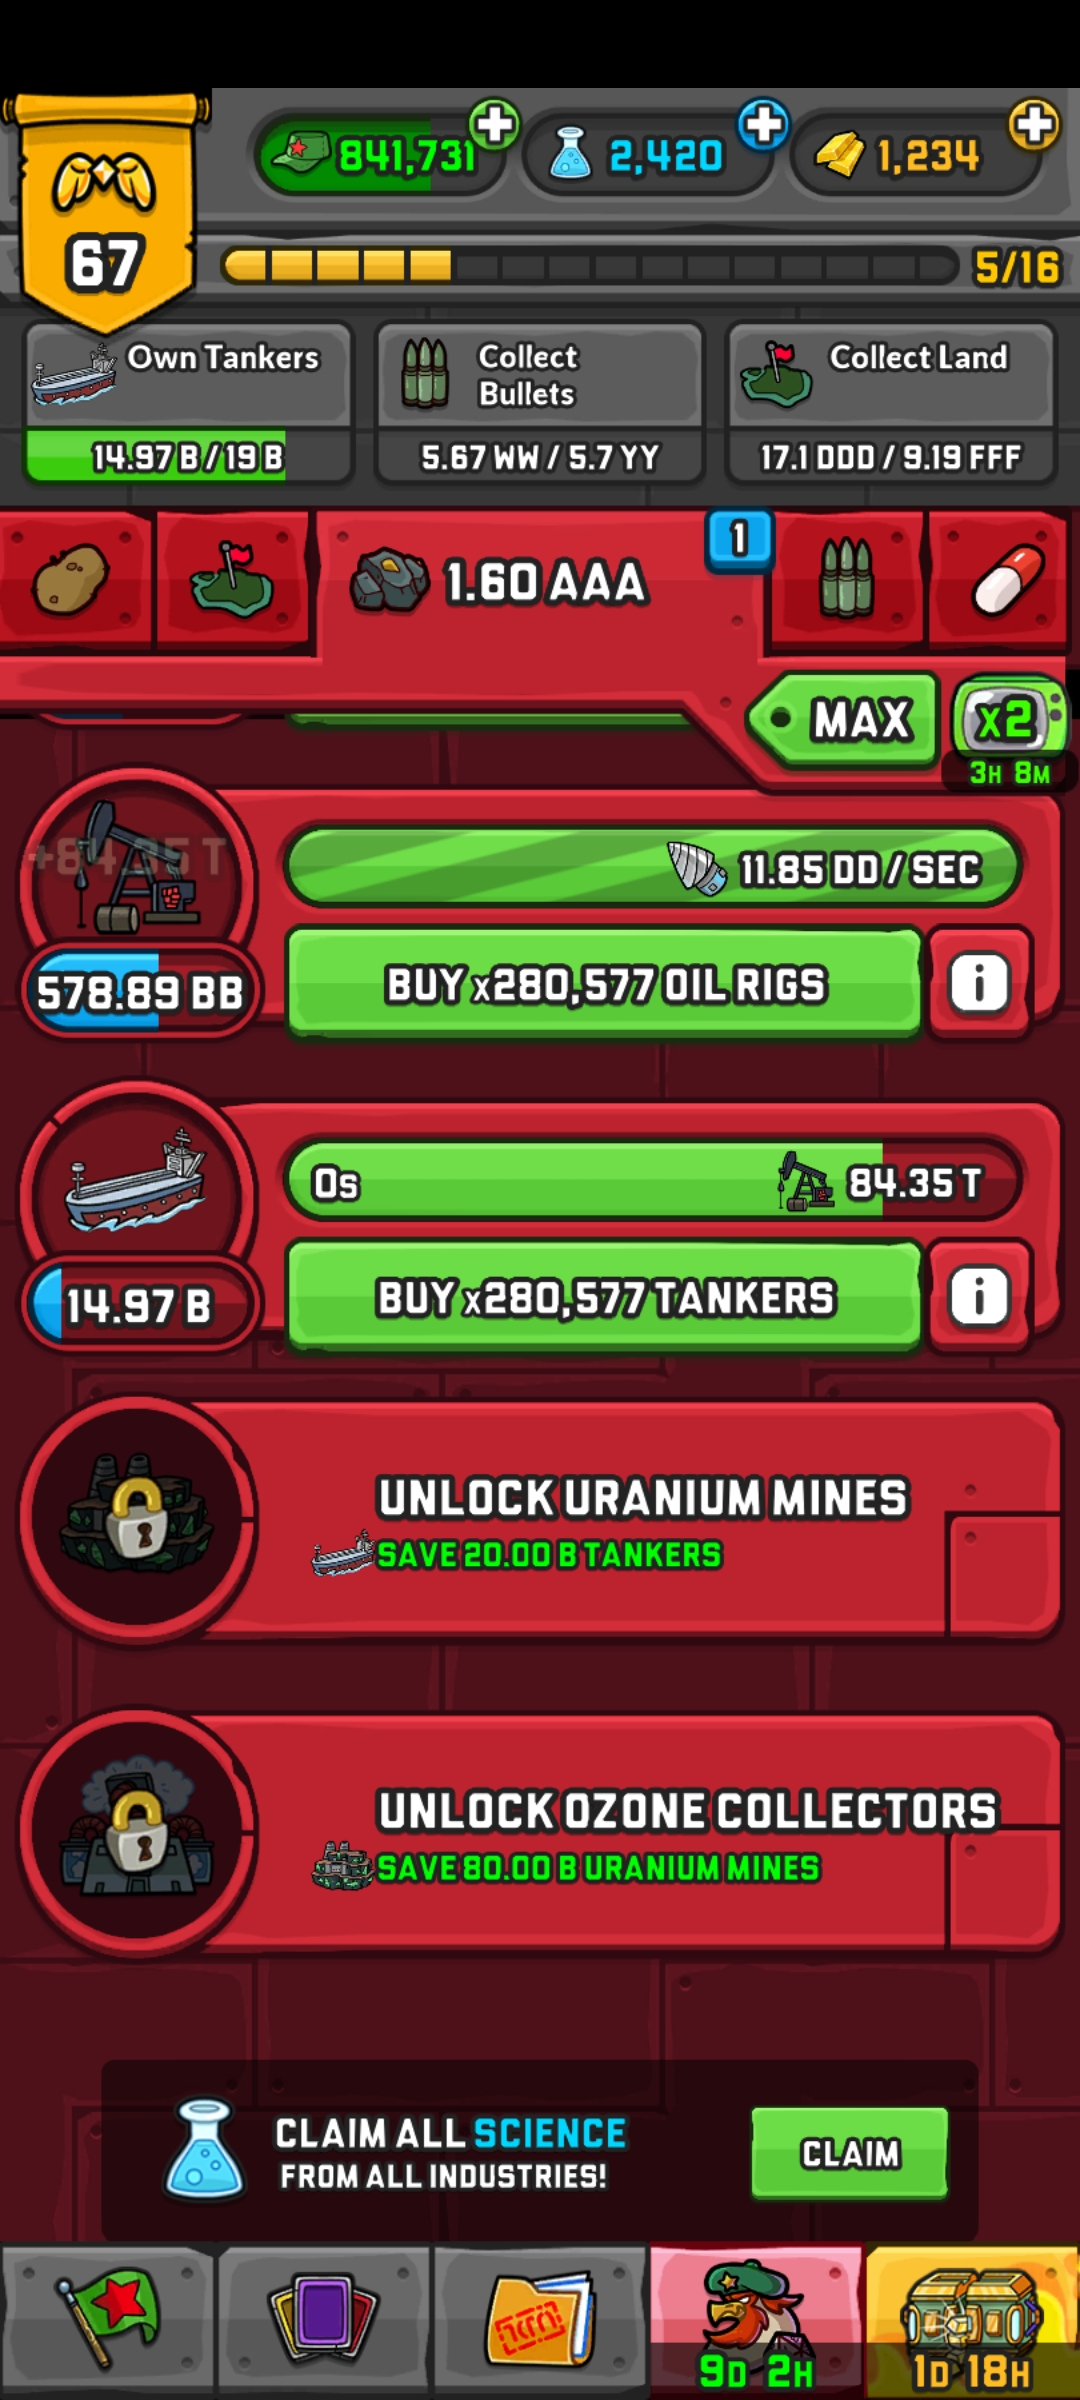 841,731
2,420
1,234
67
5/16
Own Tankers
14.97 B / 19 B
Collect
Bullets
5.67 WW / 5.7 YY
Collect Land
17.1 DDD / 9.19 FFF
1.60 AAA
1
MAX
x2
3H 8M
+84.35 T
11.85 DD / SEC
578.89 BB
BUY x280,577 OIL RIGS
i
0s
84.35 T
14.97 B
BUY x280,577 TANKERS
i
UNLOCK URANIUM MINES
SAVE 20.00 B TANKERS
UNLOCK OZONE COLLECTORS
SAVE 80.00 B URANIUM MINES
CLAIM ALL SCIENCE
FROM ALL INDUSTRIES!
CLAIM
9D 2H
1D 18H